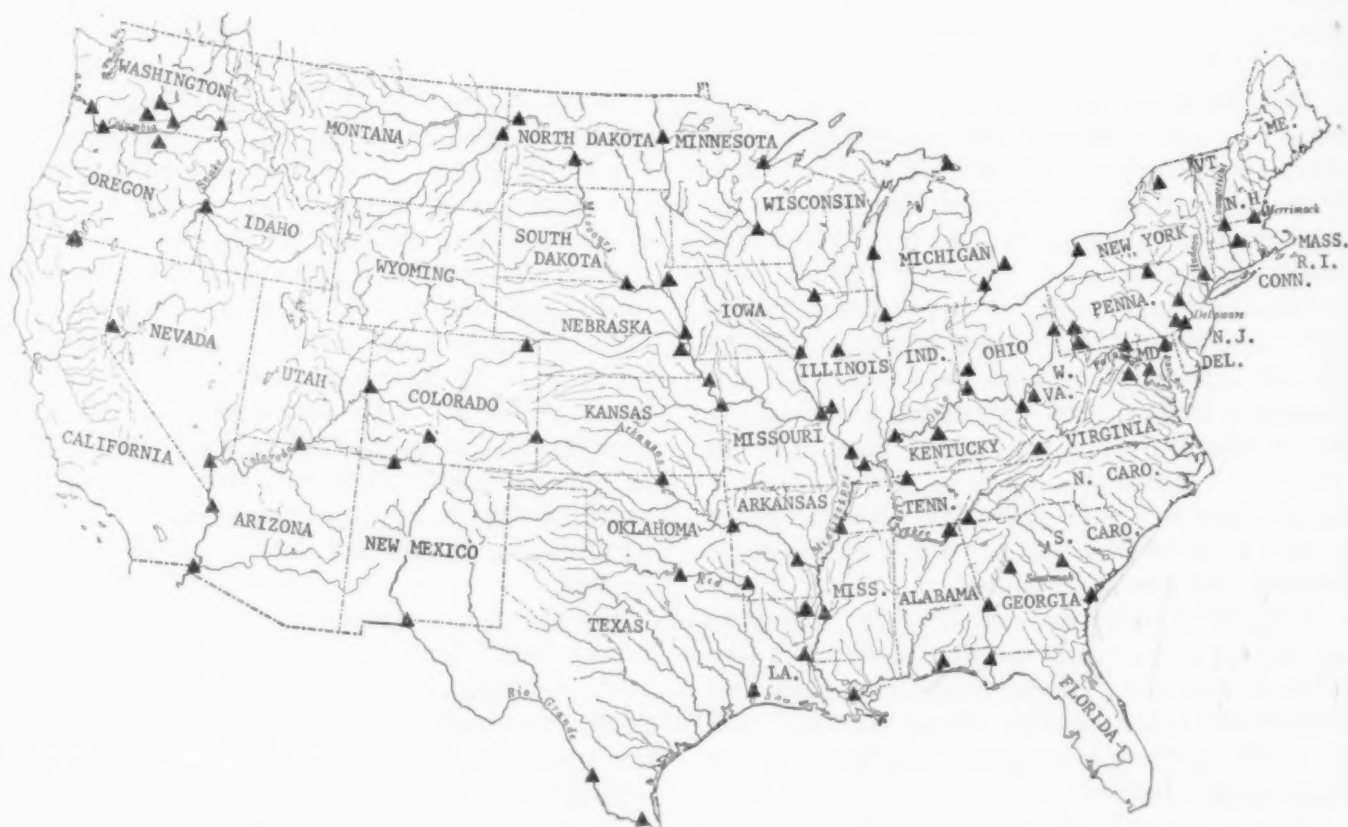 WASHINGTON
MONTANA
NORTH DAKOTA
MINNESOTA
ME.
VT.
N.H.
Merrimack
Columbia
OREGON
Snake
IDAHO
WISCONSIN
MICHIGAN
NEW YORK
Hudson
MASS.
R.I.
CONN.
Missouri
SOUTH
DAKOTA
WYOMING
IOWA
PENNA.
Delaware
N.J.
DEL.
NEVADA
NEBRASKA
ILLINOIS
IND.
OHIO
MD.
W.
VA.
UTAH
COLORADO
KANSAS
Arkansas
MISSOURI
Ohio
KENTUCKY
VIRGINIA
CALIFORNIA
Colorado
ARIZONA
NEW MEXICO
OKLAHOMA
ARKANSAS
Mississippi
TENN.
N. CARO.
S. CARO.
Red
MISS.
ALABAMA
Savannah
GEORGIA
TEXAS
LA.
FLORIDA
Rio
Grande